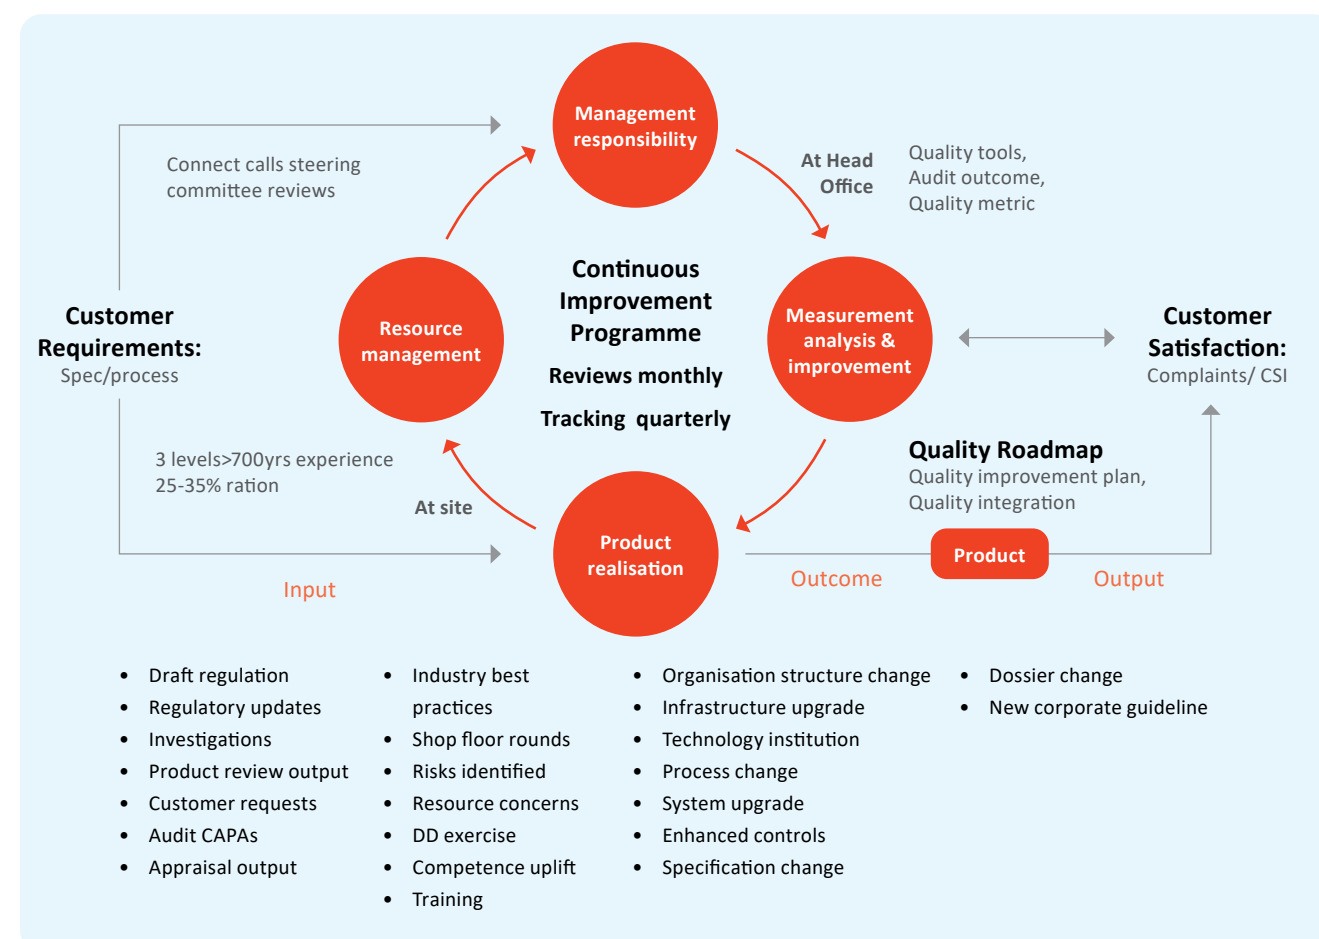 Management
responsibility
Connect calls steering
committee reviews
At Head
Office
Quality tools,
Audit outcome,
Quality metric
Continuous
Improvement
Programme
Reviews monthly
Tracking quarterly
Customer
Requirements:
Spec/process
Resource
management
Measurement
analysis &
improvement
Customer
Satisfaction:
Complaints/ CSI
3 levels>700yrs experience
25-35% ration
At site
Quality Roadmap
Quality improvement plan,
Quality integration
Product
realisation
Product
Input
Outcome
Output
• Draft regulation
• Regulatory updates
• Investigations
• Product review output
• Customer requests
• Audit CAPAs
• Appraisal output
• Industry best
practices
• Shop floor rounds
• Risks identified
• Resource concerns
• DD exercise
• Competence uplift
• Training
• Organisation structure change
• Infrastructure upgrade
• Technology institution
• Process change
• System upgrade
• Enhanced controls
• Specification change
• Dossier change
• New corporate guideline